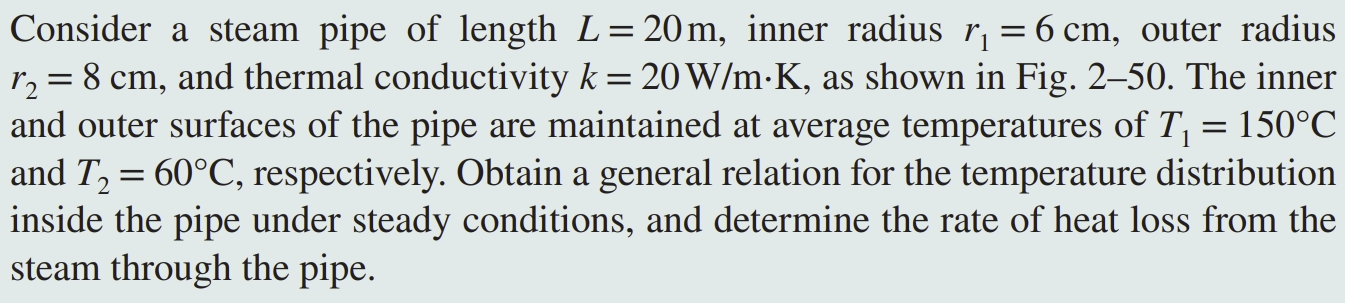 Consider a steam pipe of length L = 20 m, inner radius r₁ = 6 cm, outer radius
r₂ = 8 cm, and thermal conductivity k = 20 W/m·K, as shown in Fig. 2–50. The inner
and outer surfaces of the pipe are maintained at average temperatures of T₁ = 150°C
and T₂ = 60°C, respectively. Obtain a general relation for the temperature distribution
inside the pipe under steady conditions, and determine the rate of heat loss from the
steam through the pipe.